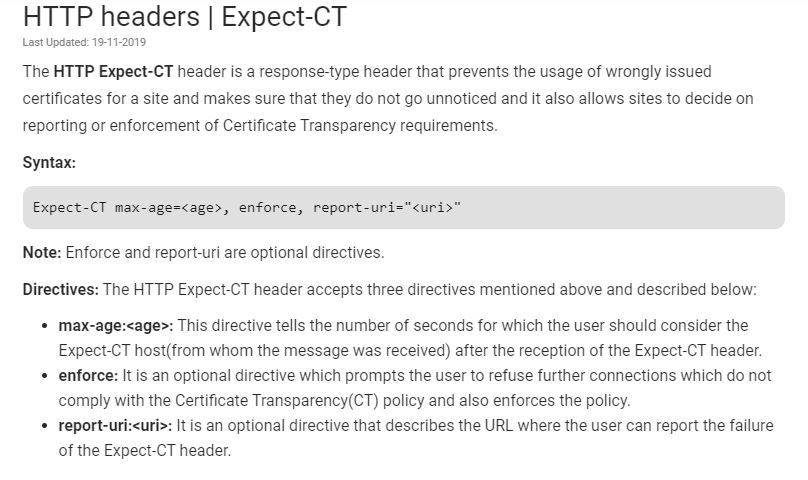 HTTP headers | Expect-CT
Last Updated: 19-11-2019
The HTTP Expect-CT header is a response-type header that prevents the usage of wrongly issued
certificates for a site and makes sure that they do not go unnoticed and it also allows sites to decide on
reporting or enforcement of Certificate Transparency requirements.
Syntax:
Expect-CT max-age=<age>, enforce, report-uri="<uri>"
Note: Enforce and report-uri are optional directives.
Directives: The HTTP Expect-CT header accepts three directives mentioned above and described below:
• max-age:<age>: This directive tells the number of seconds for which the user should consider the
Expect-CT host(from whom the message was received) after the reception of the Expect-CT header.
• enforce: It is an optional directive which prompts the user to refuse further connections which do not
comply with the Certificate Transparency(CT) policy and also enforces the policy.
• report-uri:<uri>: It is an optional directive that describes the URL where the user can report the failure
of the Expect-CT header.